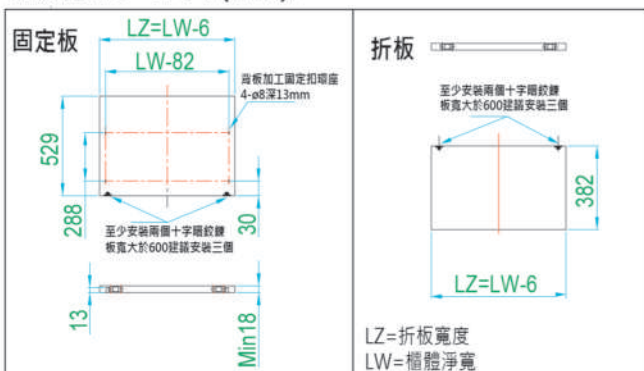 固定板
LZ=LW-6
LW-82
背板加工固定扣環座
4-ø8深13mm
529
288
30
至少安裝兩個十字暗鉸鍊
板寬大於600建議安裝三個
13
Min18
折板
至少安裝兩個十字暗鉸鍊
板寬大於600建議安裝三個
382
LZ=LW-6
LZ=折板寬度
LW=櫃體淨寬